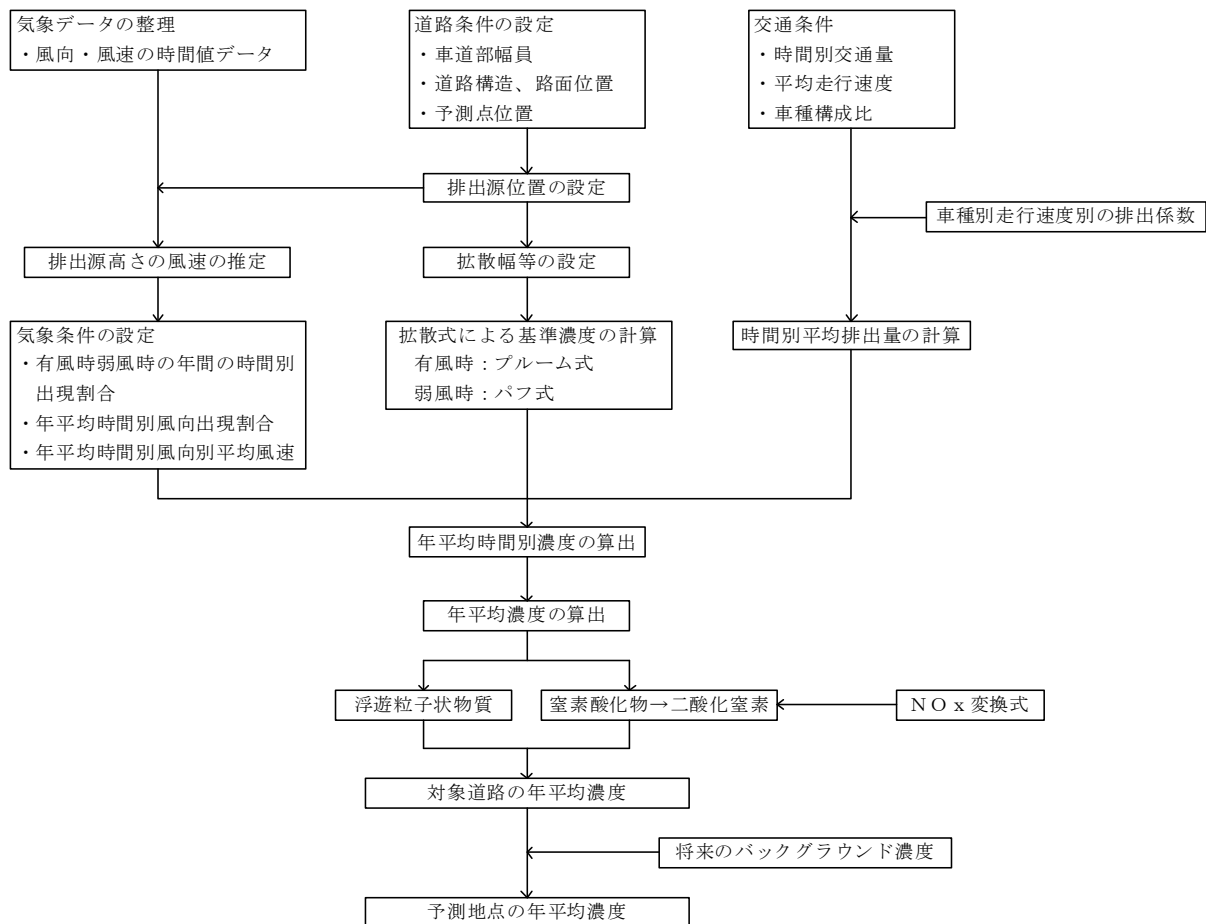 気象データの整理
・風向・風速の時間値データ
道路条件の設定
・車道部幅員
・道路構造、路面位置
・予測点位置
交通条件
・時間別交通量
・平均走行速度
・車種構成比
排出源位置の設定
車種別走行速度別の排出係数
排出源高さの風速の推定
拡散幅等の設定
気象条件の設定
・有風時弱風時の年間の時間別
出現割合
・年平均時間別風向出現割合
・年平均時間別風向別平均風速
拡散式による基準濃度の計算
有風時：プルーム式
弱風時：パフ式
時間別平均排出量の計算
年平均時間別濃度の算出
年平均濃度の算出
浮遊粒子状物質
窒素酸化物→二酸化窒素
ＮＯｘ変換式
対象道路の年平均濃度
将来のバックグラウンド濃度
予測地点の年平均濃度